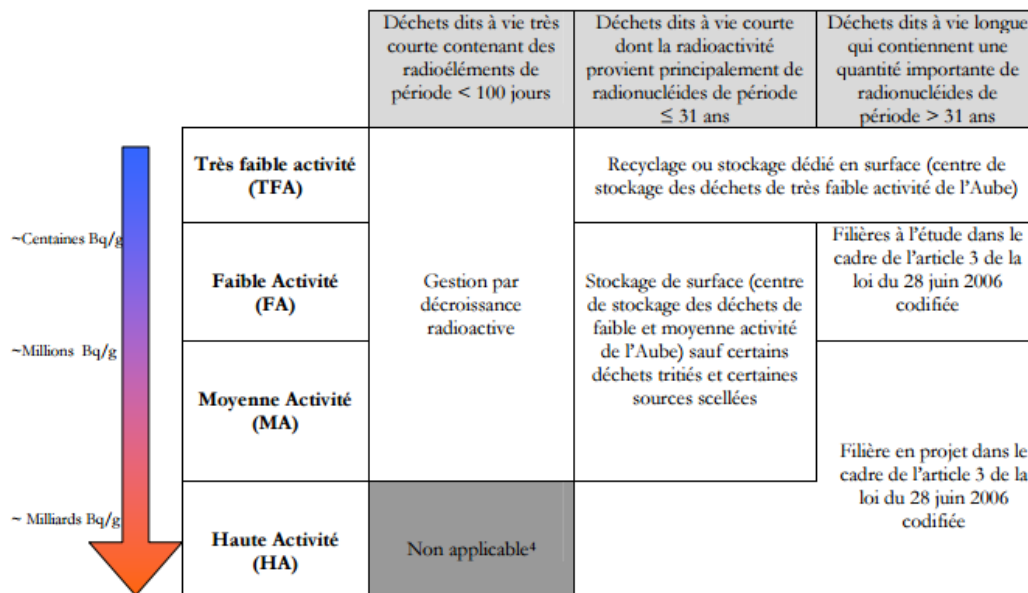 Déchets dits à vie très
courte contenant des
radioéléments de
période < 100 jours
Déchets dits à vie courte
dont la radioactivité
provient principalement de
radionucléides de période
≤ 31 ans
Déchets dits à vie longue
qui contiennent une
quantité importante de
radionucléides de
période > 31 ans
Très faible activité
(TFA)
Recyclage ou stockage dédié en surface (centre de
stockage des déchets de très faible activité de l’Aube)
~Centaines Bq/g
Faible Activité
(FA)
Gestion par
décroissance
radioactive
Stockage de surface (centre
de stockage des déchets de
faible et moyenne activité
de l’Aube) sauf certains
déchets tritiés et certaines
sources scellées
Filières à l’étude dans le
cadre de l’article 3 de la
loi du 28 juin 2006
codifiée
~Millions Bq/g
Moyenne Activité
(MA)
Filière en projet dans le
cadre de l’article 3 de la
loi du 28 juin 2006
codifiée
~ Milliards Bq/g
Haute Activité
(HA)
Non applicable⁴